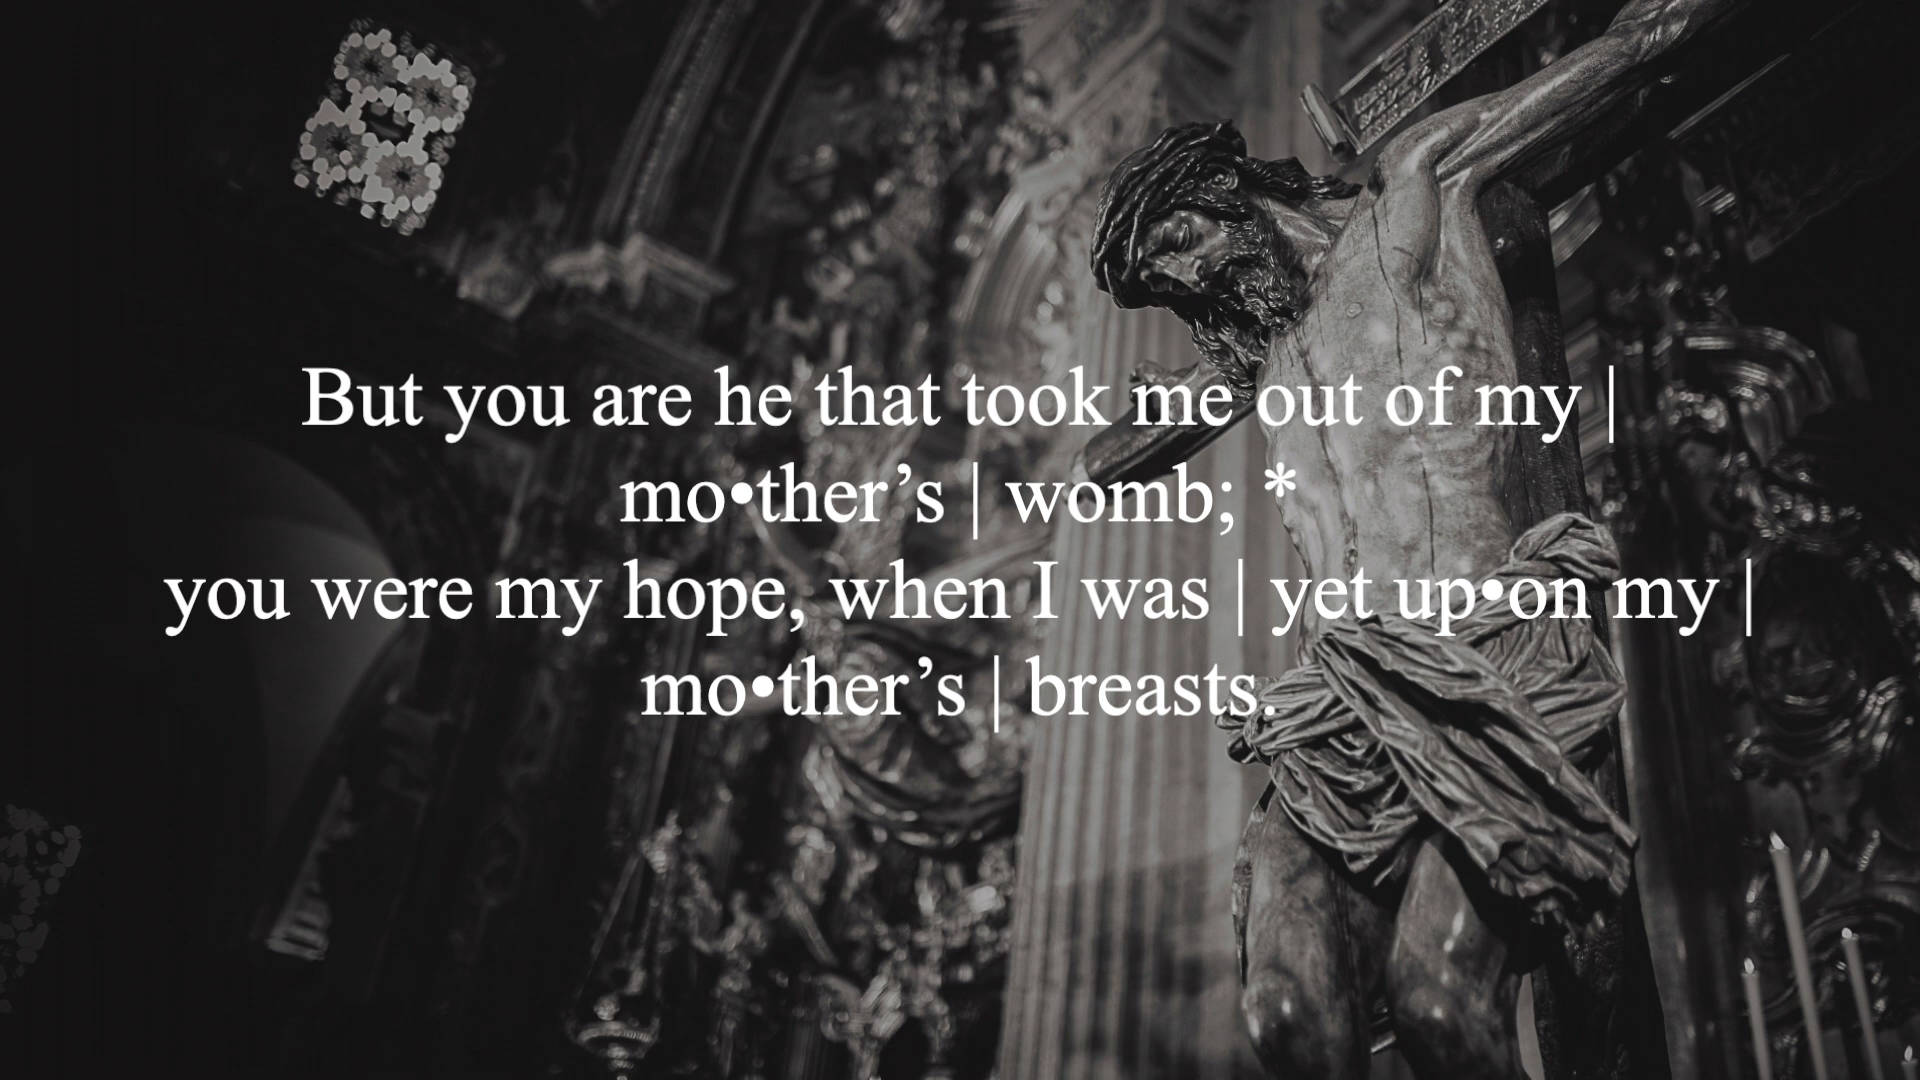 But you are he that took me out of my |
mo•ther’s | womb; *
you were my hope, when I was | yet up•on my |
mo•ther’s | breasts.